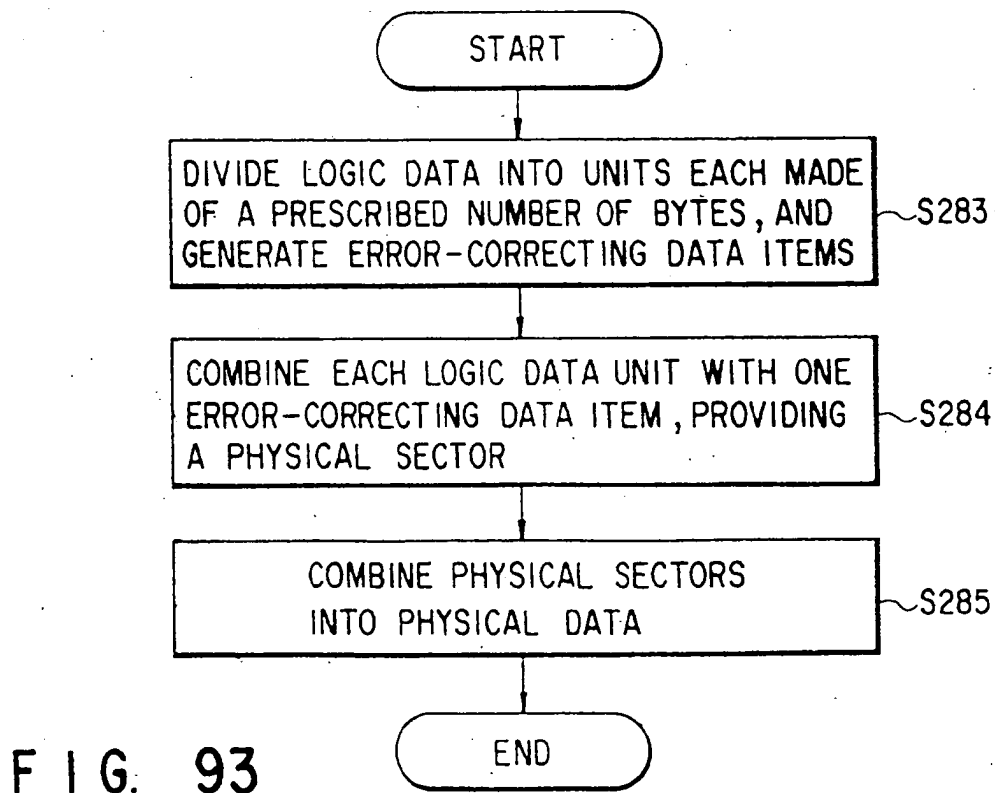 START
DIVIDE LOGIC DATA INTO UNITS EACH MADE
OF A PRESCRIBED NUMBER OF BYTES, AND
GENERATE ERROR-CORRECTING DATA ITEMS
S283
COMBINE EACH LOGIC DATA UNIT WITH ONE
ERROR-CORRECTING DATA ITEM, PROVIDING
A PHYSICAL SECTOR
S284
COMBINE PHYSICAL SECTORS
INTO PHYSICAL DATA
S285
END
FIG. 93